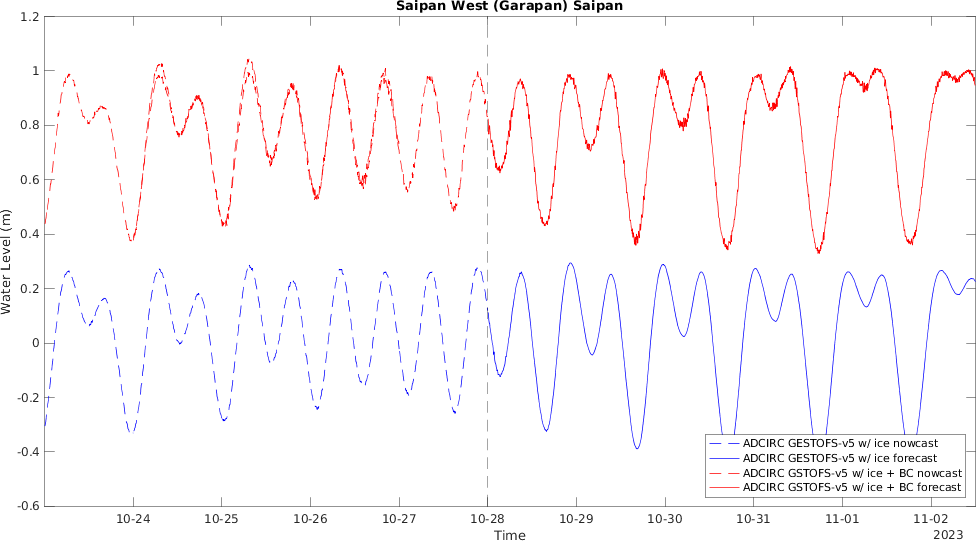 Saipan West (Garapan) Saipan
1.2
1
0.8
0.6
0.4
0.2
0
-0.2
-0.4
-0.6
Water Level (m)
ADCIRC GESTOFS-v5 w/ ice nowcast
ADCIRC GESTOFS-v5 w/ ice forecast
ADCIRC GSTOFS-v5 w/ ice + BC nowcast
ADCIRC GSTOFS-v5 w/ ice + BC forecast
10-24 10-25 10-26 10-27 10-28 10-29 10-30 10-31 11-01 11-02
Time 2023